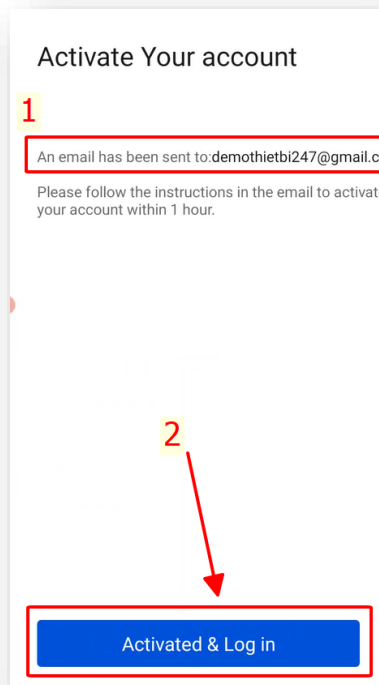 Activate Your account
1
An email has been sent to:demothietbi247@gmail.c
Please follow the instructions in the email to activat
your account within 1 hour.
2
Activated & Log in